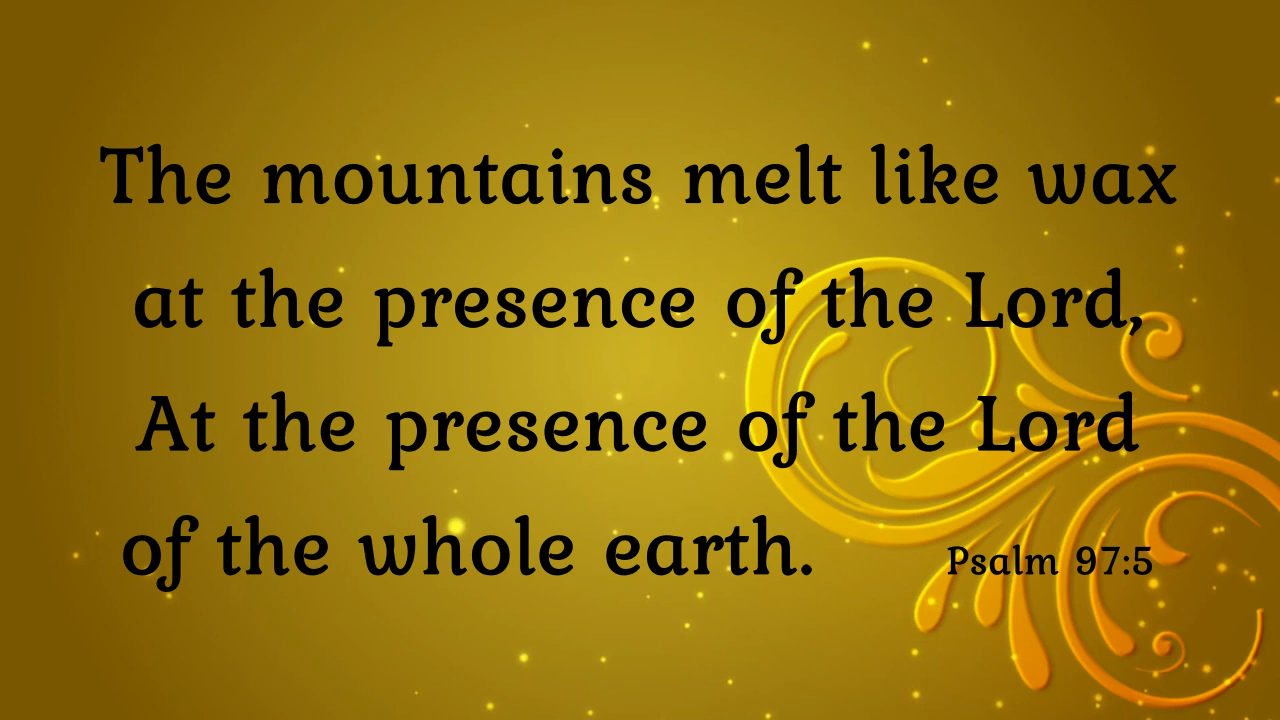 The mountains melt like wax
at the presence of the Lord,
At the presence of the Lord
of the whole earth. Psalm 97:5